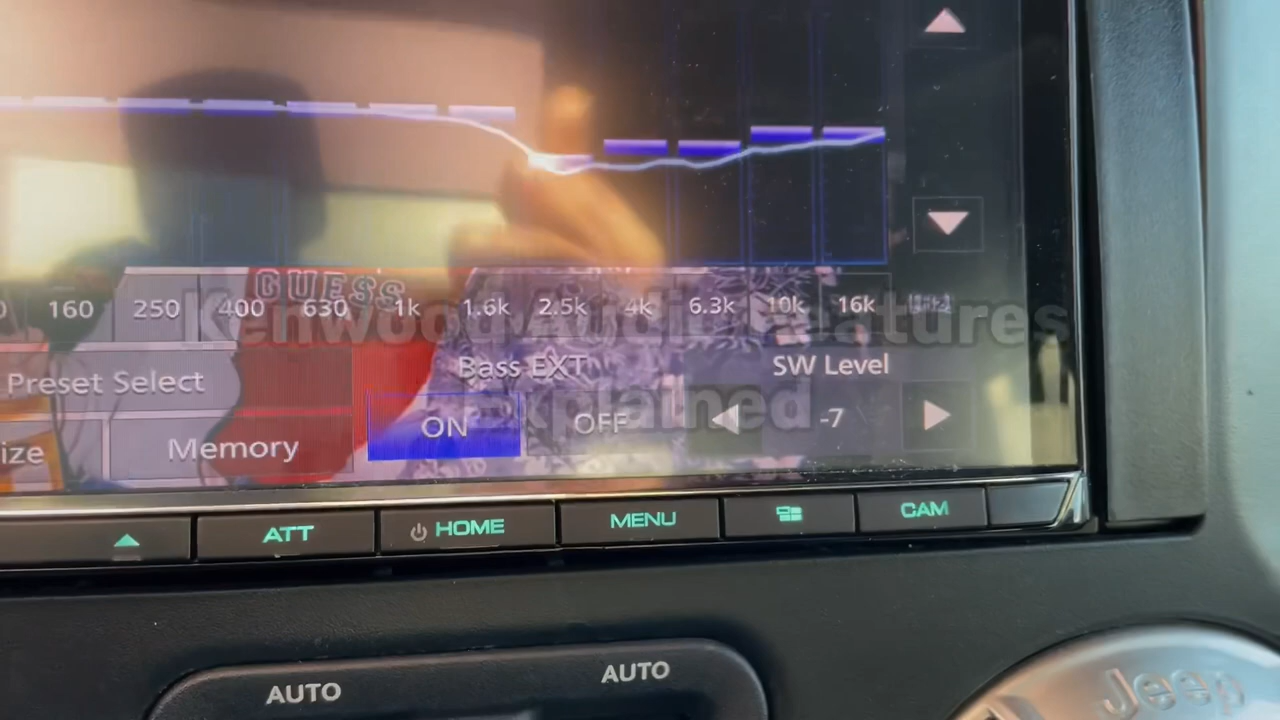 GUESS
160 250 400 630 1k 1.6k 2.5k 4k 6.3k 10k 16k [Hz]
Kenwood Audio Features
Explained
Preset Select
Bass EXT
SW Level
ize
Memory
ON
OFF
-7
ATT
HOME
MENU
CAM
AUTO
AUTO
Jeep